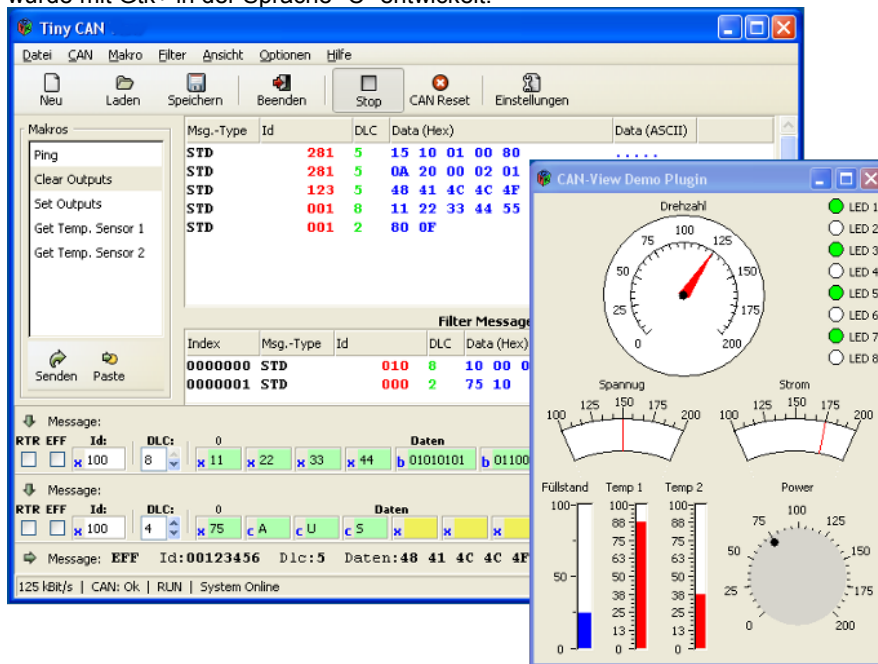 wurde mit Gtk+ in der Sprache "C" entwickelt.
Tiny CAN
Datei CAN Makro Filter Ansicht Optionen Hilfe
Neu Laden Speichern Beenden Stop CAN Reset Einstellungen
Makros
Ping
Clear Outputs
Set Outputs
Get Temp. Sensor 1
Get Temp. Sensor 2
Senden Paste
Msg.-Type Id DLC Data (Hex) Data (ASCII)
STD 281 5 15 10 01 00 80 .....
STD 281 5 0A 20 00 02 01
STD 123 5 48 41 4C 4C 4F
STD 001 8 11 22 33 44 55
STD 001 2 80 0F
Filter Message
Index Msg.-Type Id DLC Data (Hex)
0000000 STD 010 8 10 00 0
0000001 STD 000 2 75 10
Message:
RTR EFF Id: DLC: 0 Daten
x 100 8 x 11 x 22 x 33 x 44 b 01010101 b 01100
Message:
RTR EFF Id: DLC: 0 Daten
x 100 4 x 75 c A c U c S x x x
Message: EFF Id:00123456 Dlc:5 Daten:48 41 4C 4C 4F
125 kBit/s | CAN: Ok | RUN | System Online
CAN-View Demo Plugin
Drehzahl
0 25 50 75 100 125 150 175 200
LED 1
LED 2
LED 3
LED 4
LED 5
LED 6
LED 7
LED 8
Spannug
100 125 150 175 200
Strom
100 125 150 175 200
Füllstand
100
50
0
Temp 1
100
88
75
63
50
38
25
13
0
Temp 2
100
88
75
63
50
38
25
13
0
Power
0 25 50 75 100 125 150 175 200